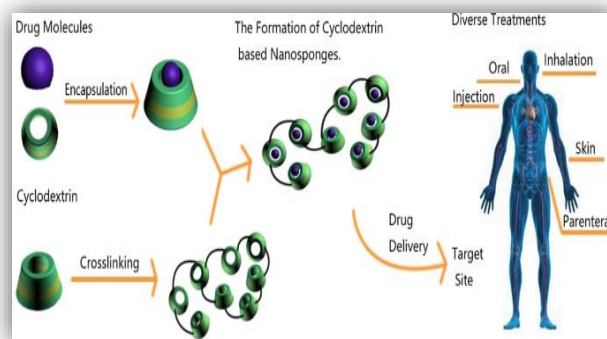 Drug Molecules
Encapsulation
Cyclodextrin
Crosslinking
The Formation of Cyclodextrin
based Nanosponges.
Drug
Delivery
Target
Site
Diverse Treatments
Oral
Inhalation
Injection
Skin
Parentera